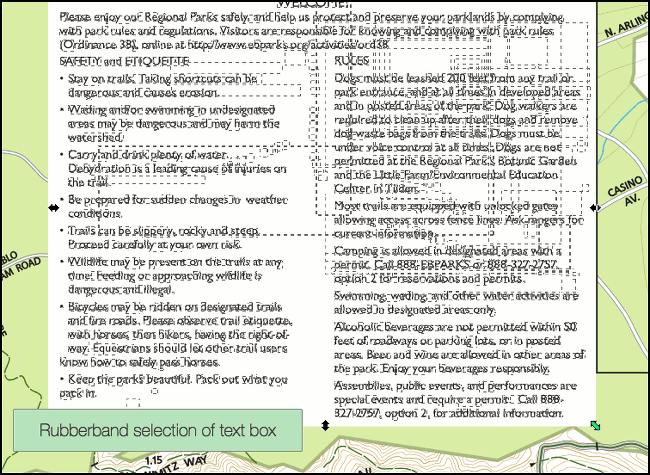 WELCOME!
Please enjoy our Regional Parks safely, and help us protect and preserve your parklands by complying
with park rules and regulations. Visitors are responsible for knowing and complying with park rules
(Ordinance 38), online at http://www.ebparks.org/activities/ord38.
SAFETY and ETIQUETTE
• Stay on trails. Taking shortcuts can be
dangerous and causes erosion.
• Wading and/or swimming in undesignated
areas may be dangerous and may harm the
watershed.
• Carry and drink plenty of water.
Dehydration is a leading cause of injuries on
the trail.
• Be prepared for sudden changes in weather
conditions.
• Trails can be slippery, rocky and steep.
Proceed carefully at your own risk.
• Wildlife may be present on the trails at any
time. Feeding or approaching wildlife is
dangerous and illegal.
• Bicycles may be ridden on designated trails
and fire roads. Please observe trail etiquette,
with horses, then hikers, having the right-of-
way. Equestrians should let other trail users
know how to safely pass horses.
• Keep the parks beautiful. Pack out what you
pack in.
RULES
Dogs must be leashed 200 feet from any trail or
park entrance, and at all times in developed areas
and in posted areas of the park. Dog walkers are
required to clean up after their dogs and remove
dog-waste bags from the trails. Dogs must be
under voice control at all times. Dogs are not
permitted at the Regional Park's Botanic Garden
and the Little Farm/Environmental Education
Center in Tilden.
Most trails are equipped with unlocked gates
allowing access across fence lines. Ask rangers for
current information.
Camping is allowed in designated areas with a
permit. Call 888-EBPARKS or 888-327-2757,
option 2, for reservations and permits.
Swimming, wading, and other water activities are
allowed in designated areas only.
Alcoholic beverages are not permitted within 50
feet of roadways or parking lots, or in posted
areas. Beer and wine are allowed in other areas of
the park. Enjoy your beverages responsibly.
Assemblies, public events, and performances are
special events and require a permit. Call 888-
327-2757, option 2, for additional information.
N. ARLING
CASINO
AV.
BLO
AM ROAD
Rubberband selection of text box
1.15
MITZ WAY